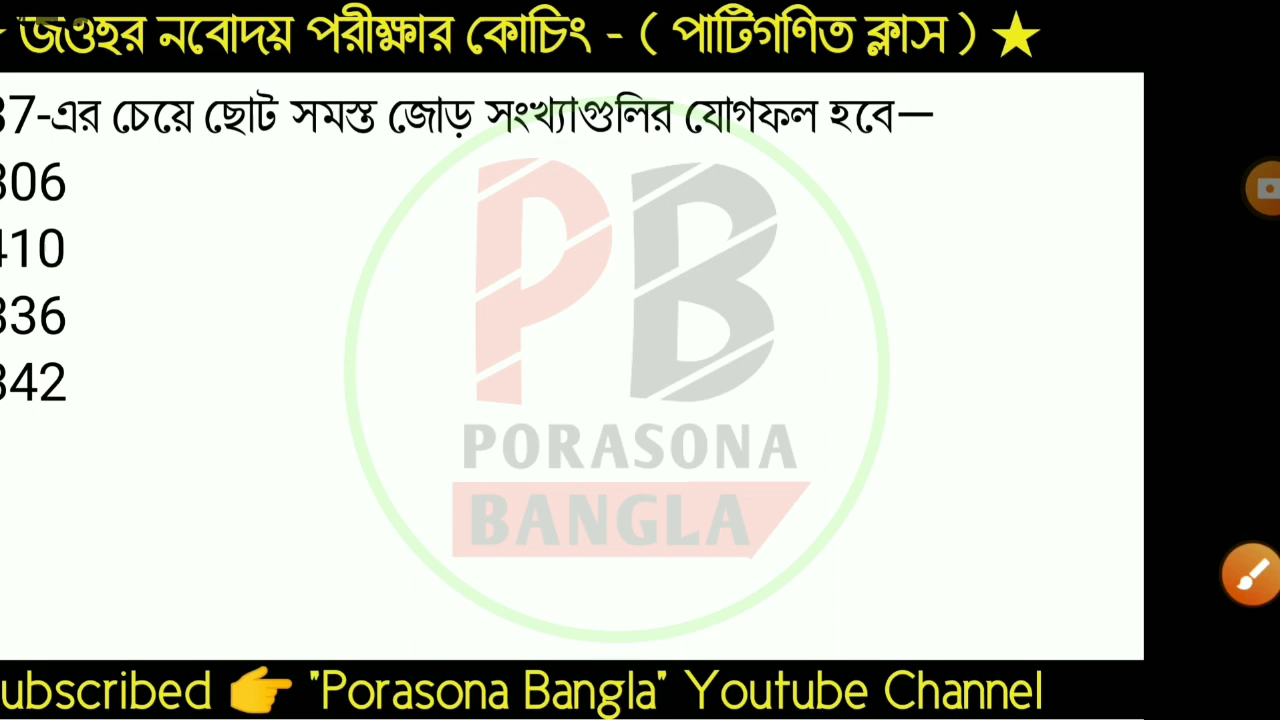 জওহর নবোদয় পরীক্ষার কোচিং - ( পাটিগণিত ক্লাস ) ★
37-এর চেয়ে ছোট সমস্ত জোড় সংখ্যাগুলির যোগফল হবে—
306
410
336
342
PB
PORASONA
BANGLA
ubscribed 👉 "Porasona Bangla" Youtube Channel